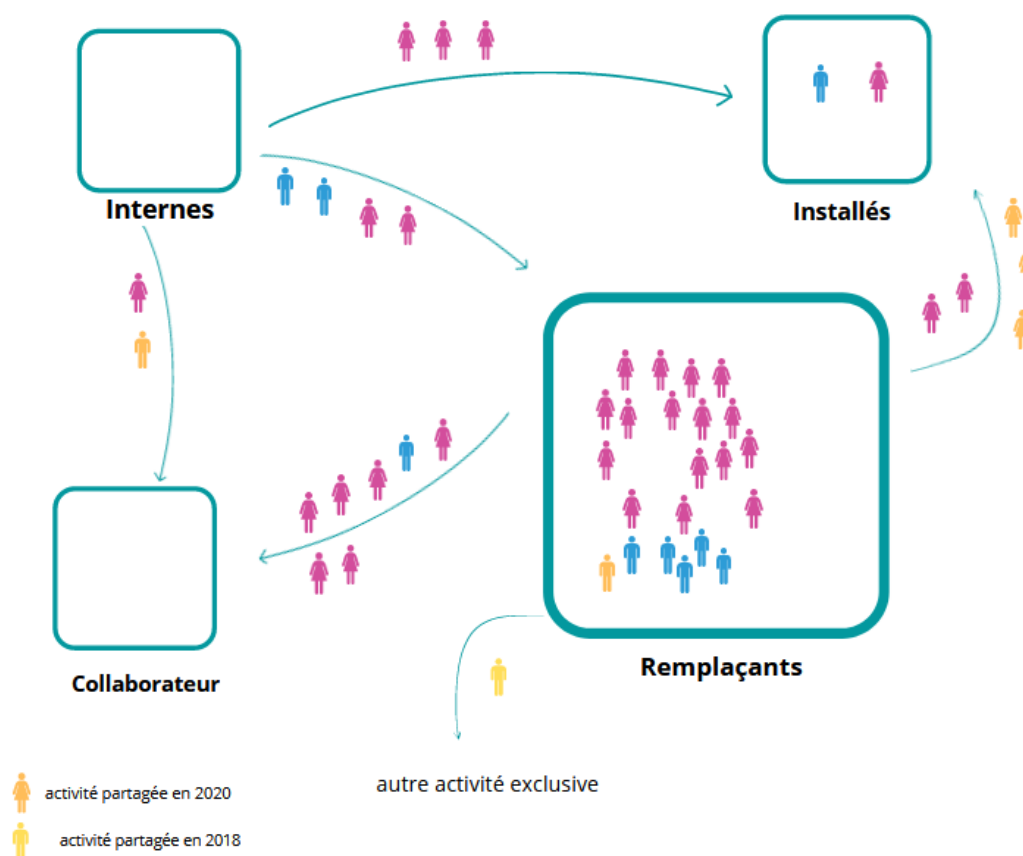 Internes
Installés
Collaborateur
Remplaçants
autre activité exclusive
activité partagée en 2020
activité partagée en 2018